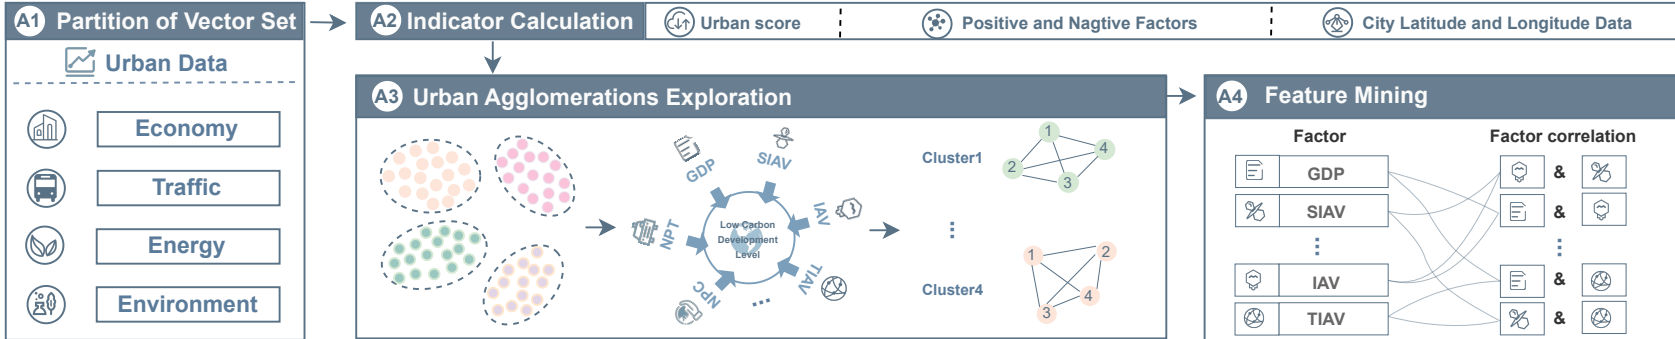 A1 Partition of Vector Set
Urban Data
Economy
Traffic
Energy
Environment
A2 Indicator Calculation
Urban score
Positive and Nagtive Factors
City Latitude and Longitude Data
A3 Urban Agglomerations Exploration
GDP
SIAV
IAV
TIAV
...
NPC
NPT
Low Carbon
Development
Level
Cluster1
1
2
3
4
⋮
Cluster4
1
2
3
4
A4 Feature Mining
Factor
Factor correlation
GDP
&
SIAV
&
⋮
⋮
IAV
&
TIAV
&